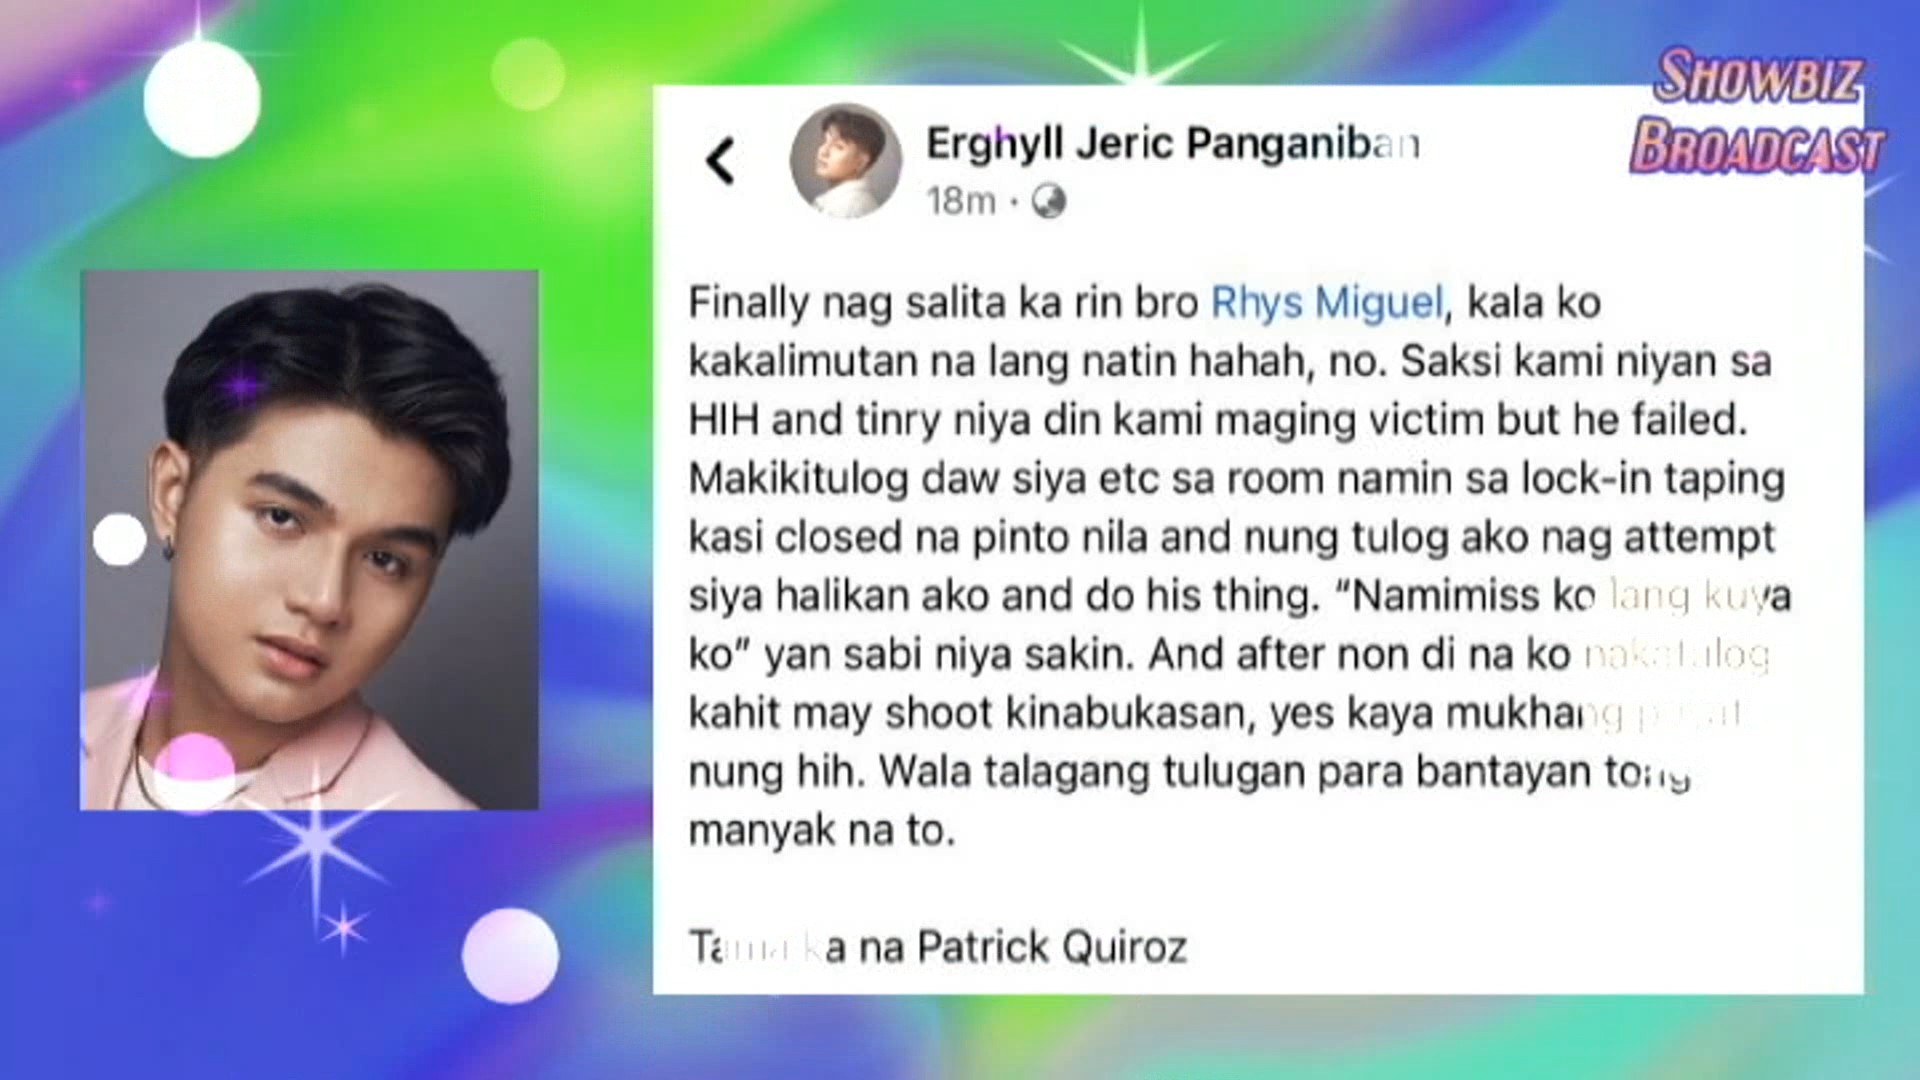 SHOWBIZ
BROADCAST
Erghyll Jeric Panganiban
18m ·
Finally nag salita ka rin bro Rhys Miguel, kala ko
kakalimutan na lang natin hahah, no. Saksi kami niyan sa
HIH and tinry niya din kami maging victim but he failed.
Makikitulog daw siya etc sa room namin sa lock-in taping
kasi closed na pinto nila and nung tulog ako nag attempt
siya halikan ako and do his thing. “Namimiss ko lang kuya
ko” yan sabi niya sakin. And after non di na ko nakatulog
kahit may shoot kinabukasan, yes kaya mukhang
nung hih. Wala talagang tulugan para bantayan tong
manyak na to.
Tama ka na Patrick Quiroz